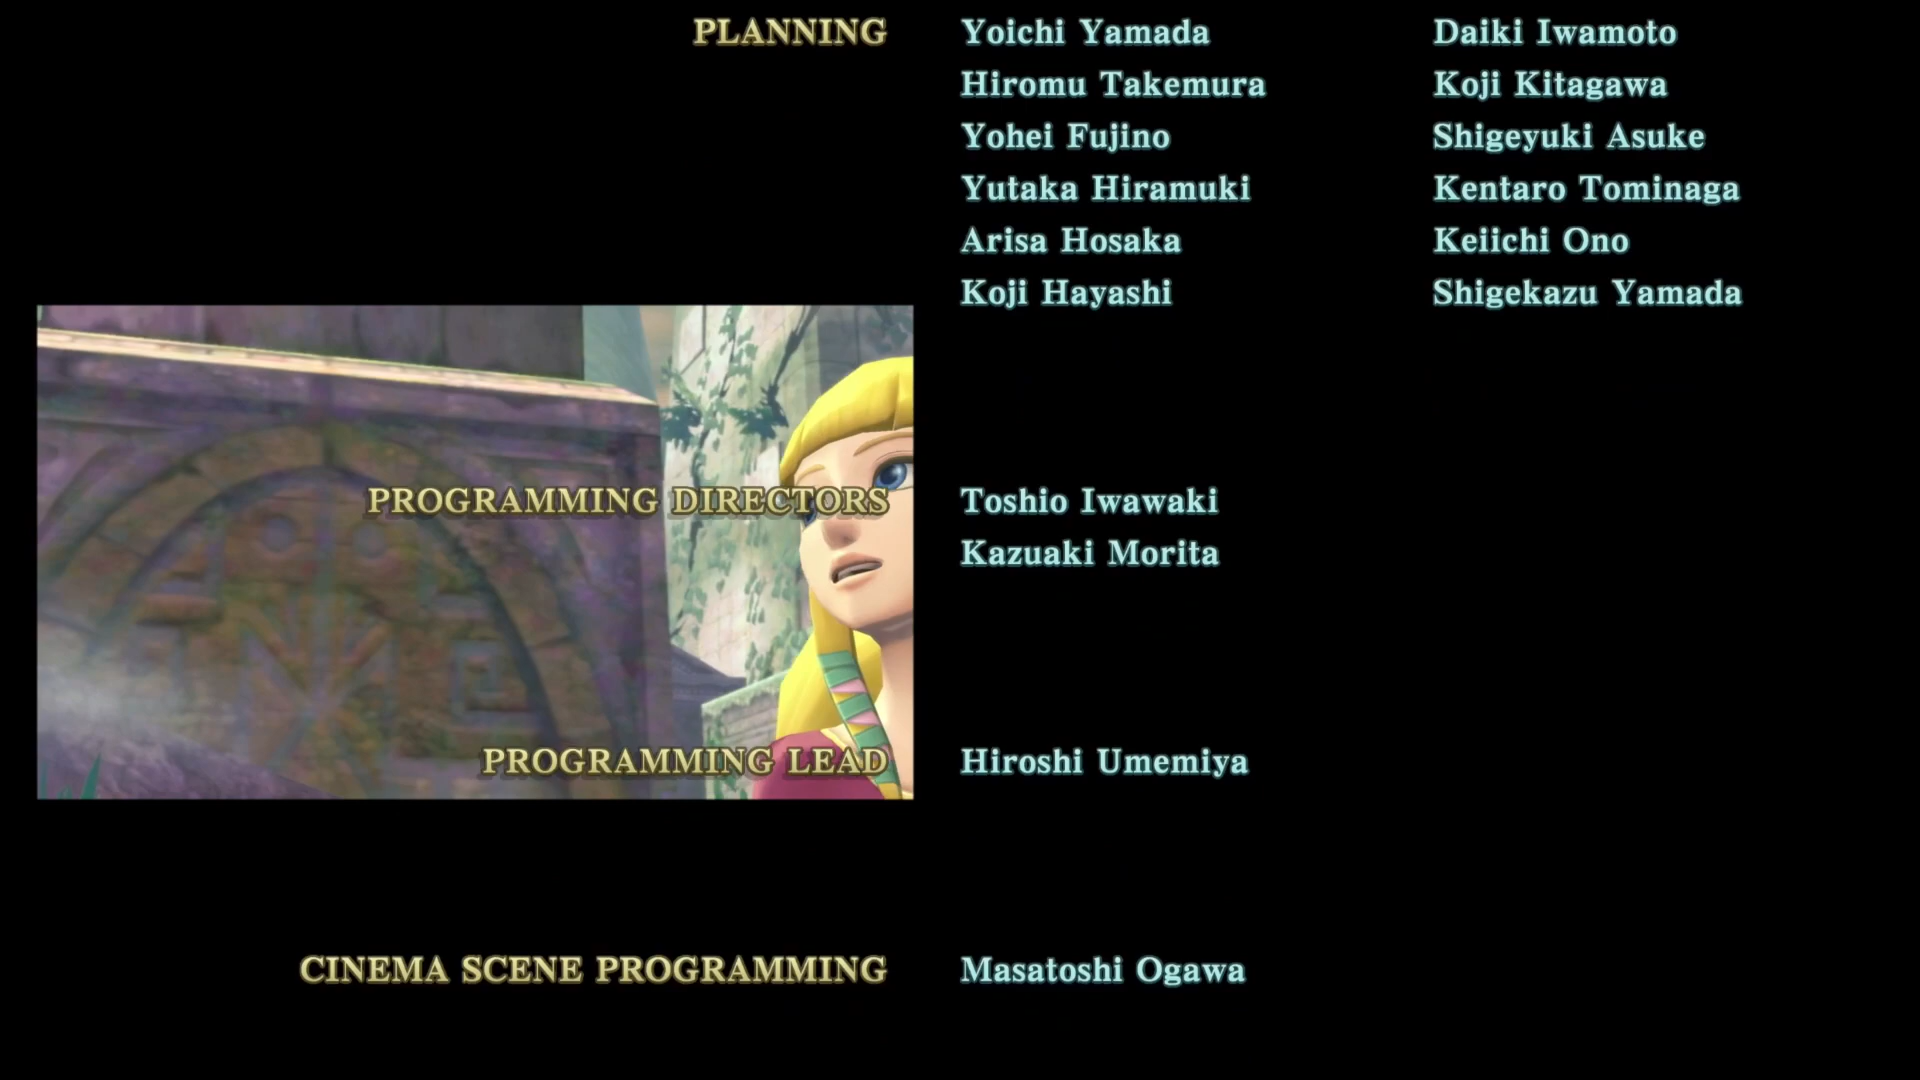 PLANNING Yoichi Yamada Daiki Iwamoto
Hiromu Takemura Koji Kitagawa
Yohei Fujino Shigeyuki Asuke
Yutaka Hiramuki Kentaro Tominaga
Arisa Hosaka Keiichi Ono
Koji Hayashi Shigekazu Yamada
PROGRAMMING DIRECTORS Toshio Iwawaki
Kazuaki Morita
PROGRAMMING LEAD Hiroshi Umemiya
CINEMA SCENE PROGRAMMING Masatoshi Ogawa